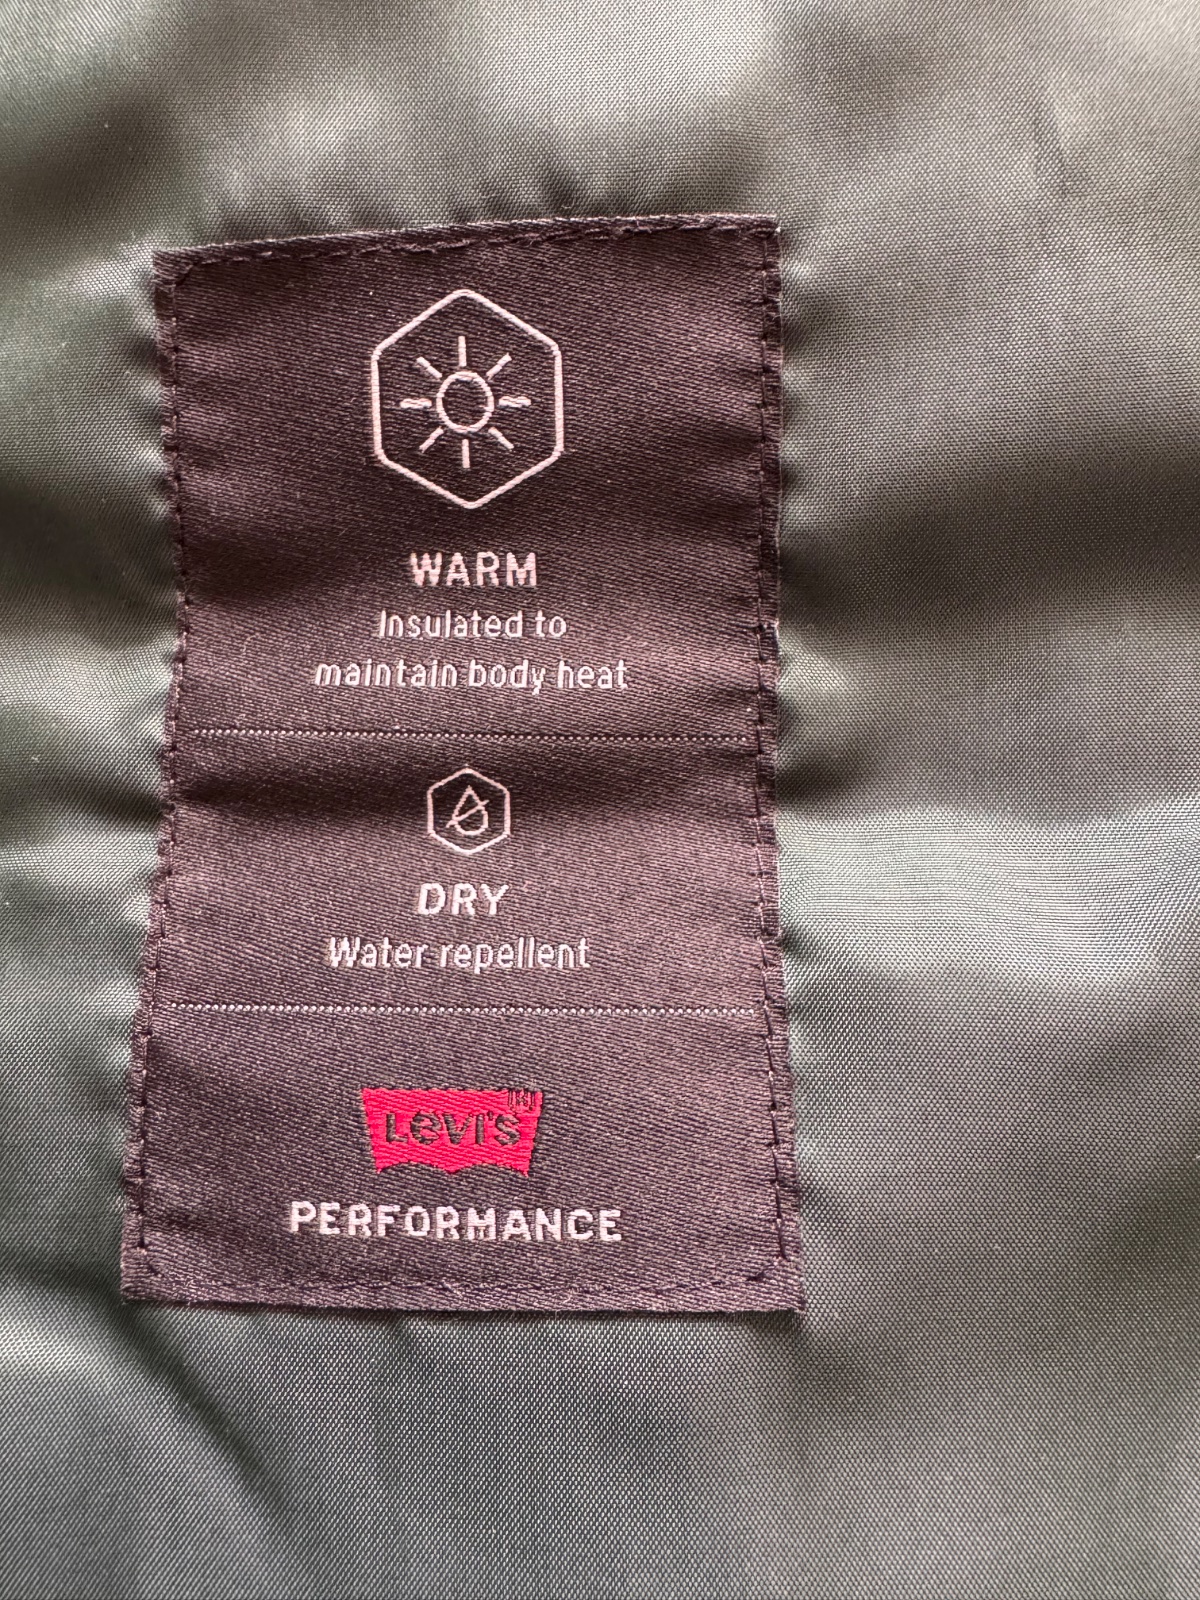 WARM
Insulated to
maintain body heat
DRY
Water repellent
Levi's
PERFORMANCE